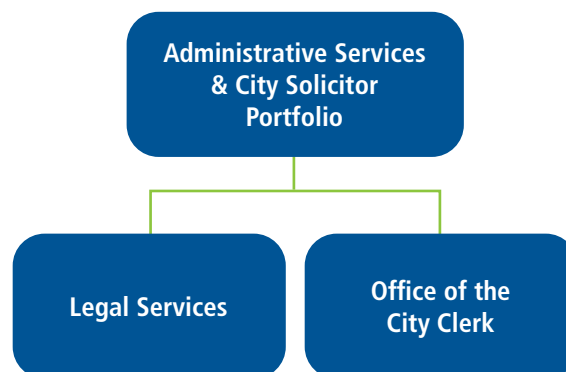 Administrative Services
& City Solicitor
Portfolio
Legal Services
Office of the
City Clerk